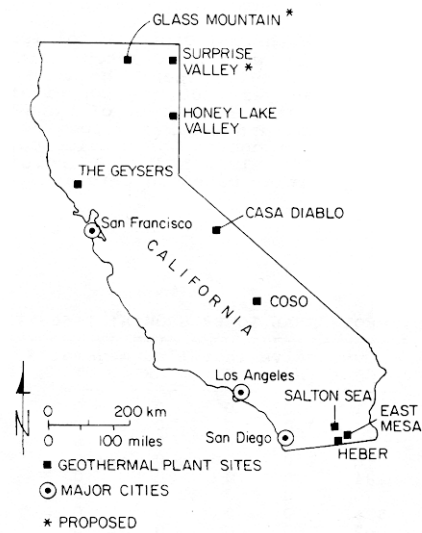 GLASS MOUNTAIN *
SURPRISE
VALLEY *
HONEY LAKE
VALLEY
THE GEYSERS
San Francisco
CASA DIABLO
CALIFORNIA
COSO
Los Angeles
SALTON SEA
EAST
MESA
San Diego
HEBER
N
0 200 km
0 100 miles
GEOTHERMAL PLANT SITES
MAJOR CITIES
* PROPOSED